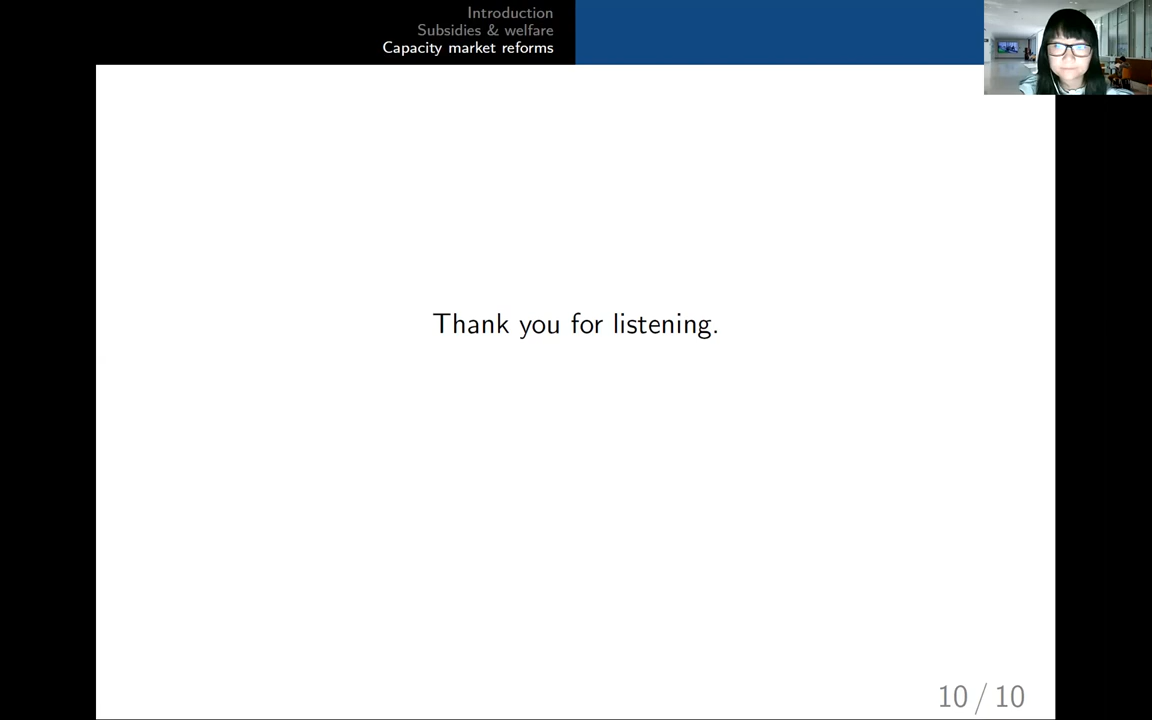 Introduction
Subsidies & welfare
Capacity market reforms
Thank you for listening.
10 / 10